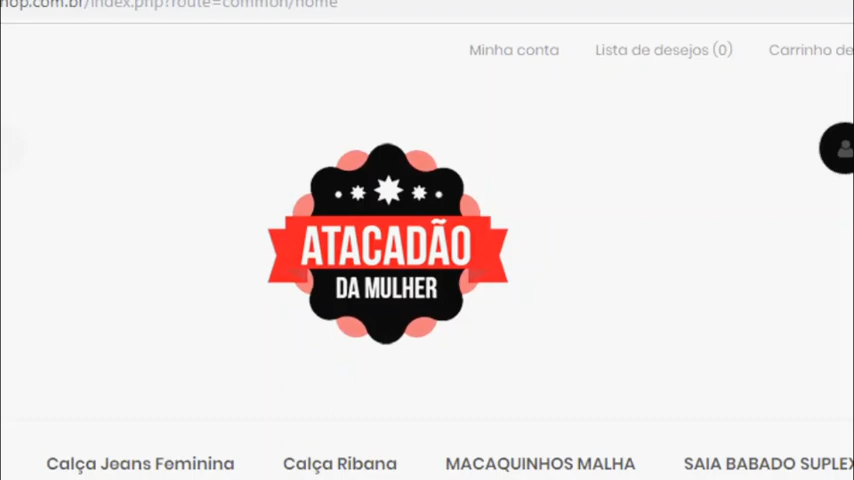 hop.com.br/index.php?route=common/home
Minha conta
Lista de desejos (0)
Carrinho de
ATACADÃO
DA MULHER
Calça Jeans Feminina
Calça Ribana
MACAQUINHOS MALHA
SAIA BABADO SUPLEX